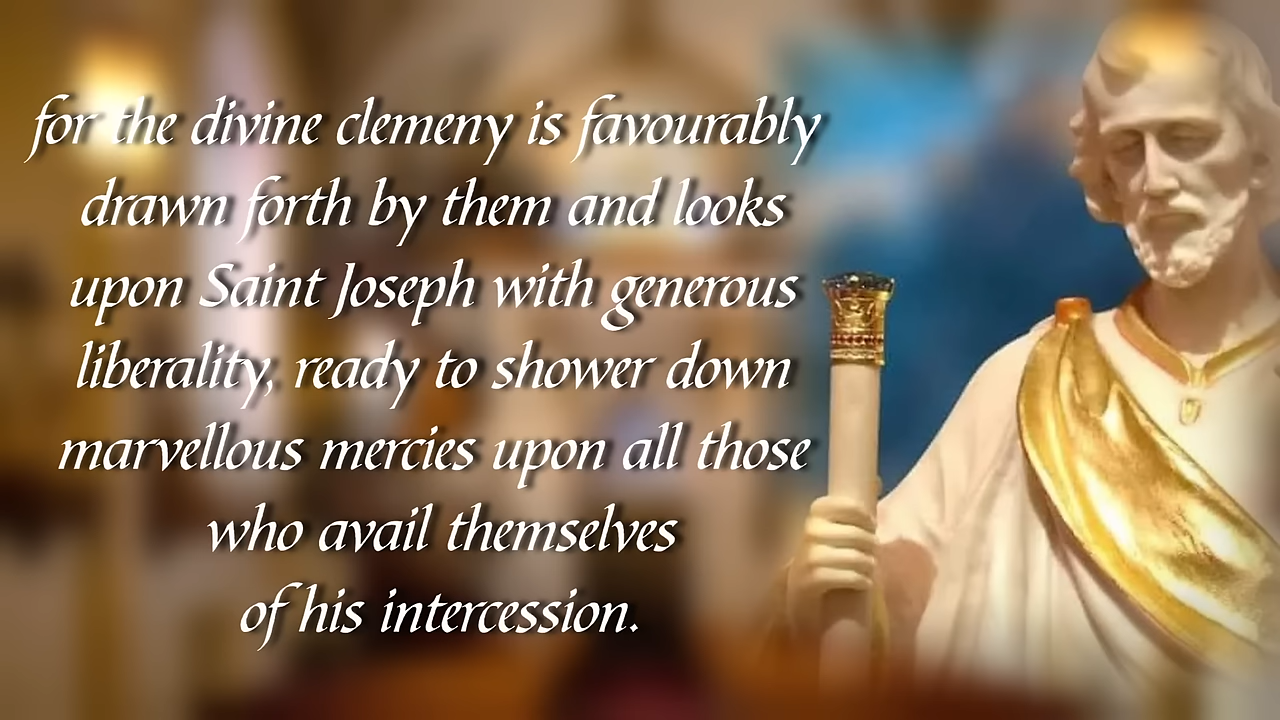 for the divine clemeny is favourably
drawn forth by them and looks
upon Saint Joseph with generous
liberality, ready to shower down
marvellous mercies upon all those
who avail themselves
of his intercession.